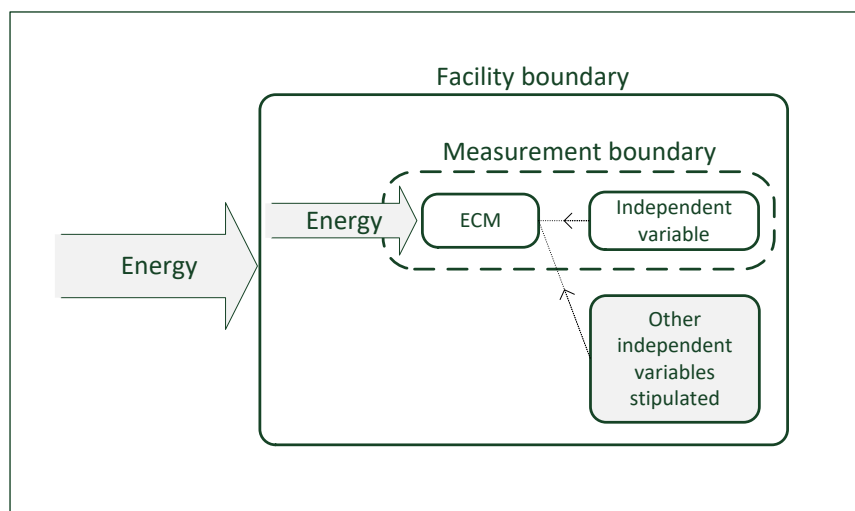 Facility boundary
Measurement boundary
Energy
Energy
ECM
Independent
variable
Other
independent
variables
stipulated